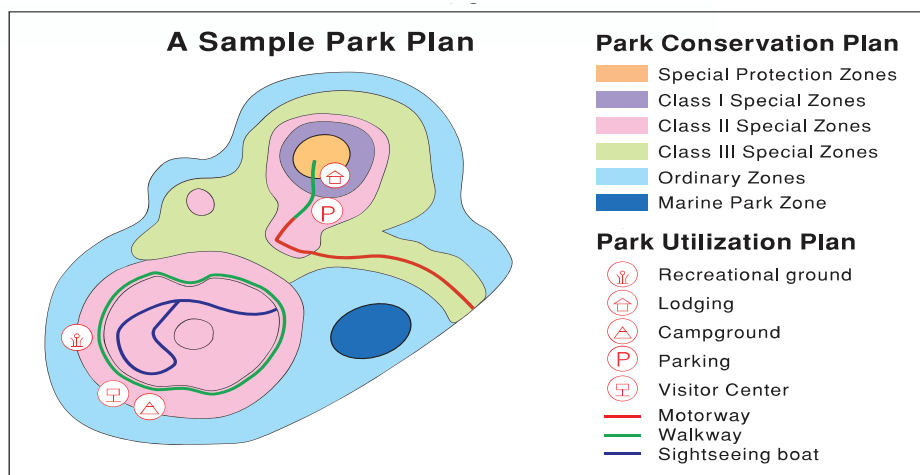 A Sample Park Plan
P
Park Conservation Plan
Special Protection Zones
Class I Special Zones
Class II Special Zones
Class III Special Zones
Ordinary Zones
Marine Park Zone
Park Utilization Plan
Recreational ground
Lodging
Campground
P Parking
Visitor Center
Motorway
Walkway
Sightseeing boat